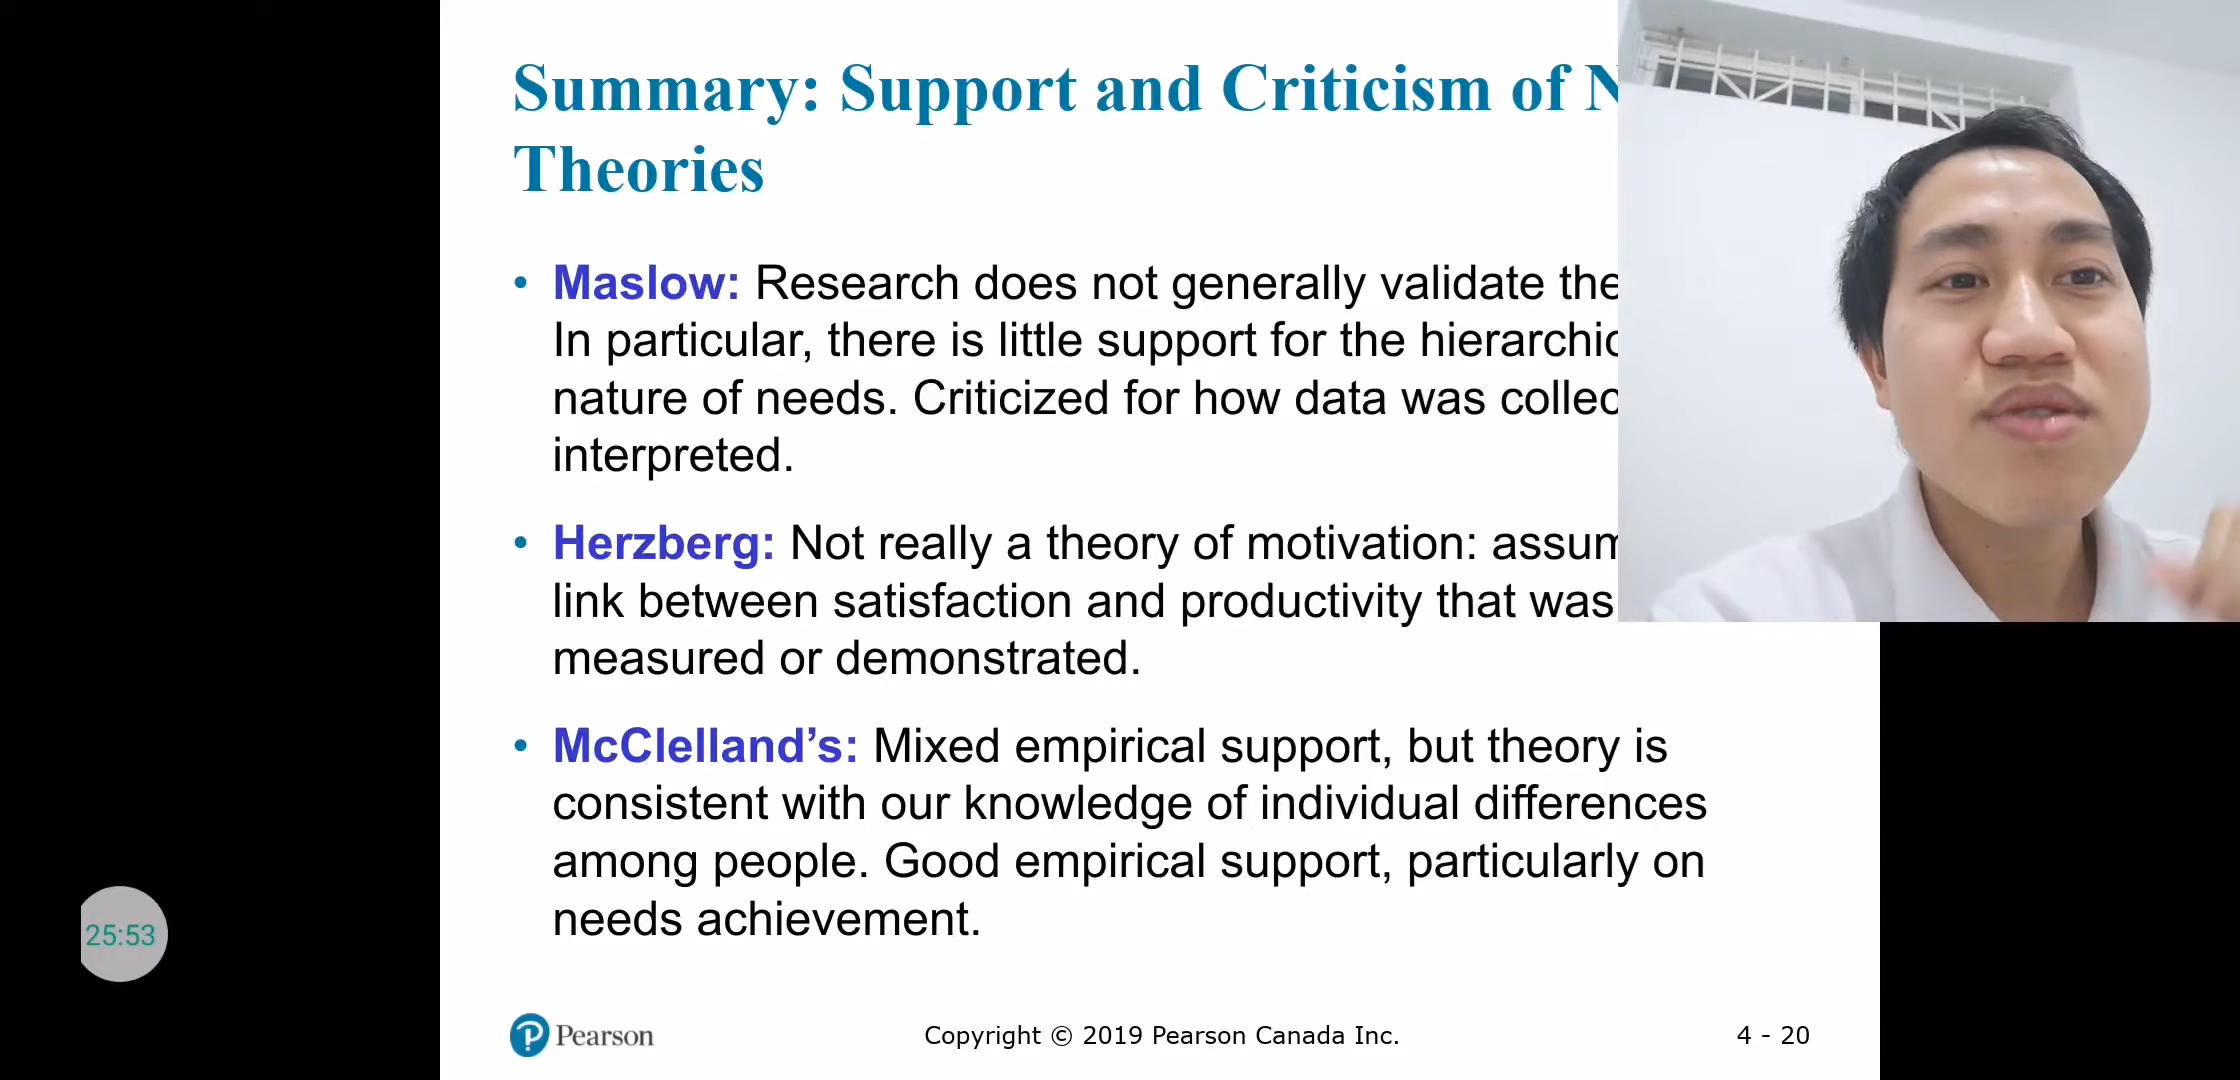 Summary: Support and Criticism of
Theories
• Maslow: Research does not generally validate the
In particular, there is little support for the
nature of needs. Criticized for how data was
interpreted.
• Herzberg: Not really a theory of motivation:
link between satisfaction and productivity that was
measured or demonstrated.
• McClelland’s: Mixed empirical support, but theory is
consistent with our knowledge of individual differences
among people. Good empirical support, particularly on
needs achievement.
25:53
Pearson
Copyright © 2019 Pearson Canada Inc.
4 - 20